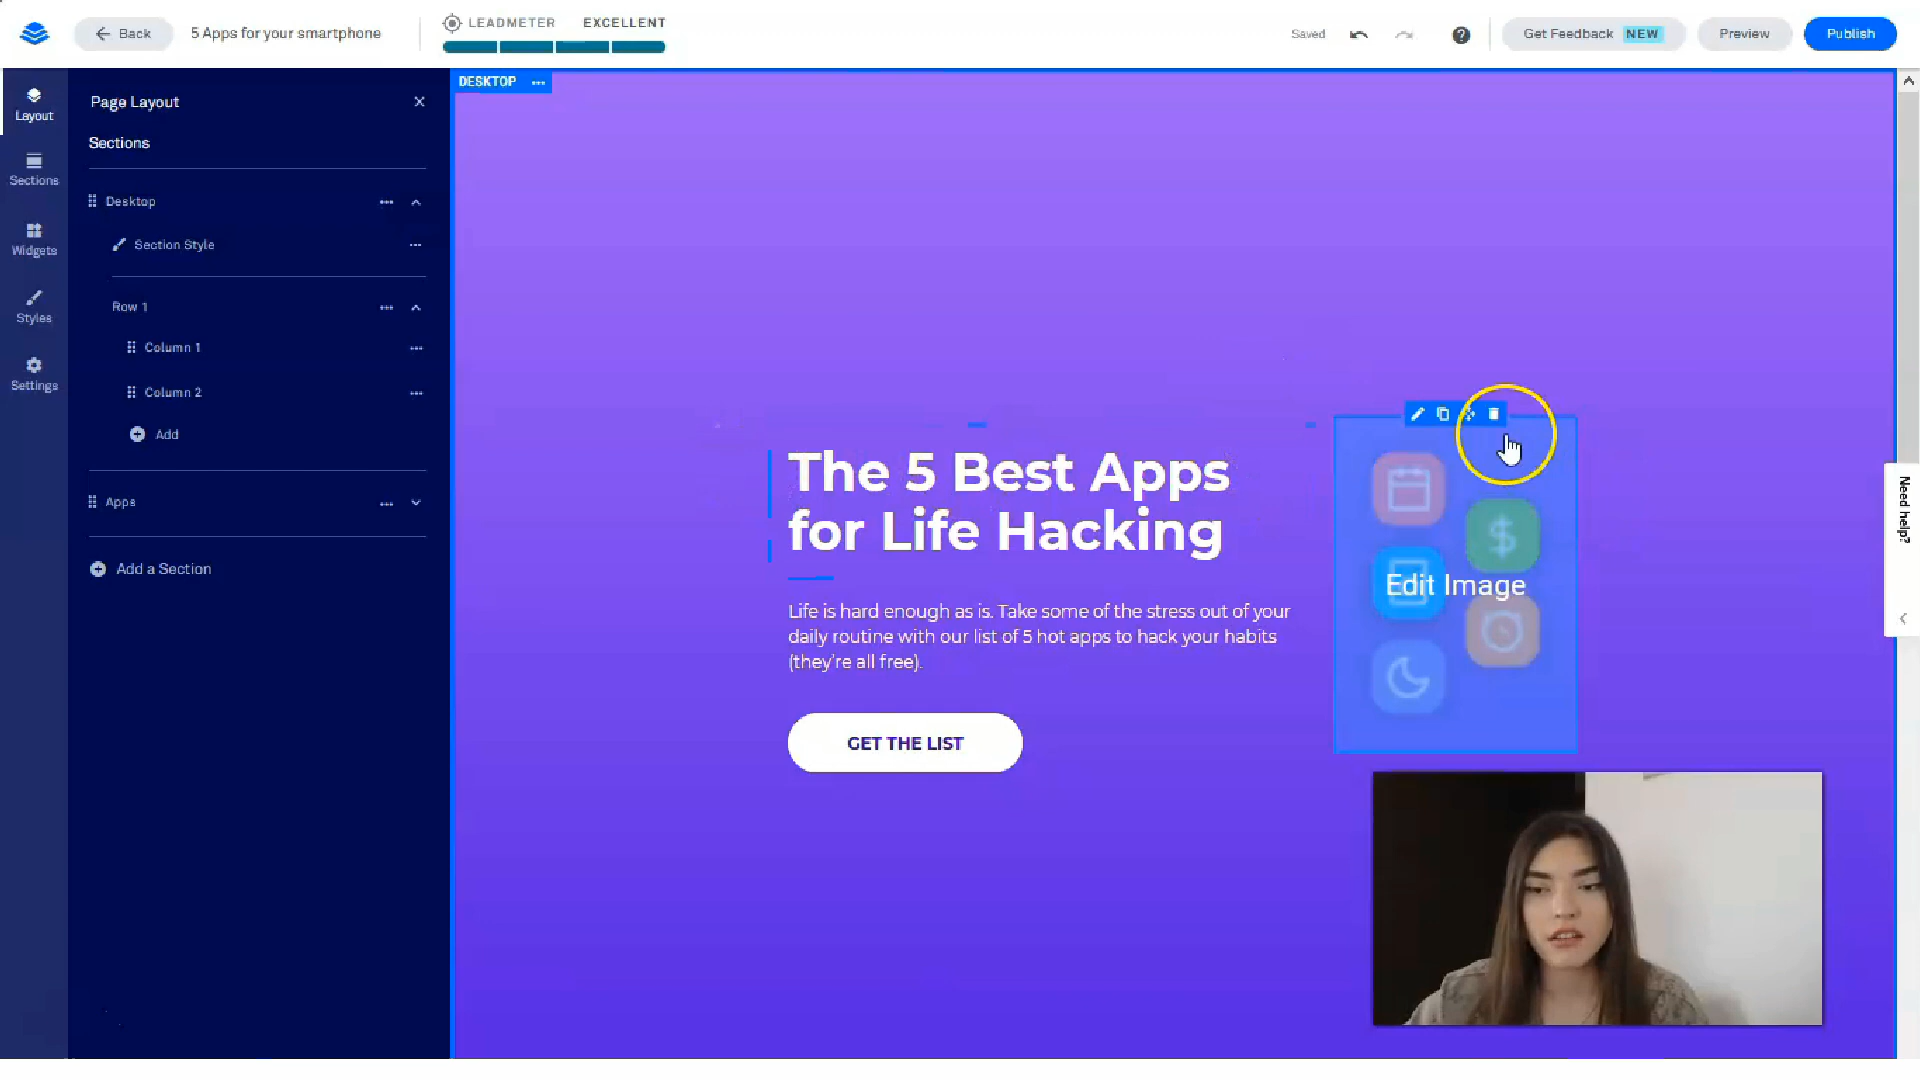 Back
5 Apps for your smartphone
LEADMETER
EXCELLENT
Saved
Get Feedback NEW
Preview
Publish
Layout
Sections
Widgets
Styles
Settings
Page Layout
Sections
Desktop
Section Style
Row 1
Column 1
Column 2
Add
Apps
Add a Section
DESKTOP
The 5 Best Apps
for Life Hacking
Life is hard enough as is. Take some of the stress out of your
daily routine with our list of 5 hot apps to hack your habits
(they're all free).
GET THE LIST
$
Edit Image
Need help?